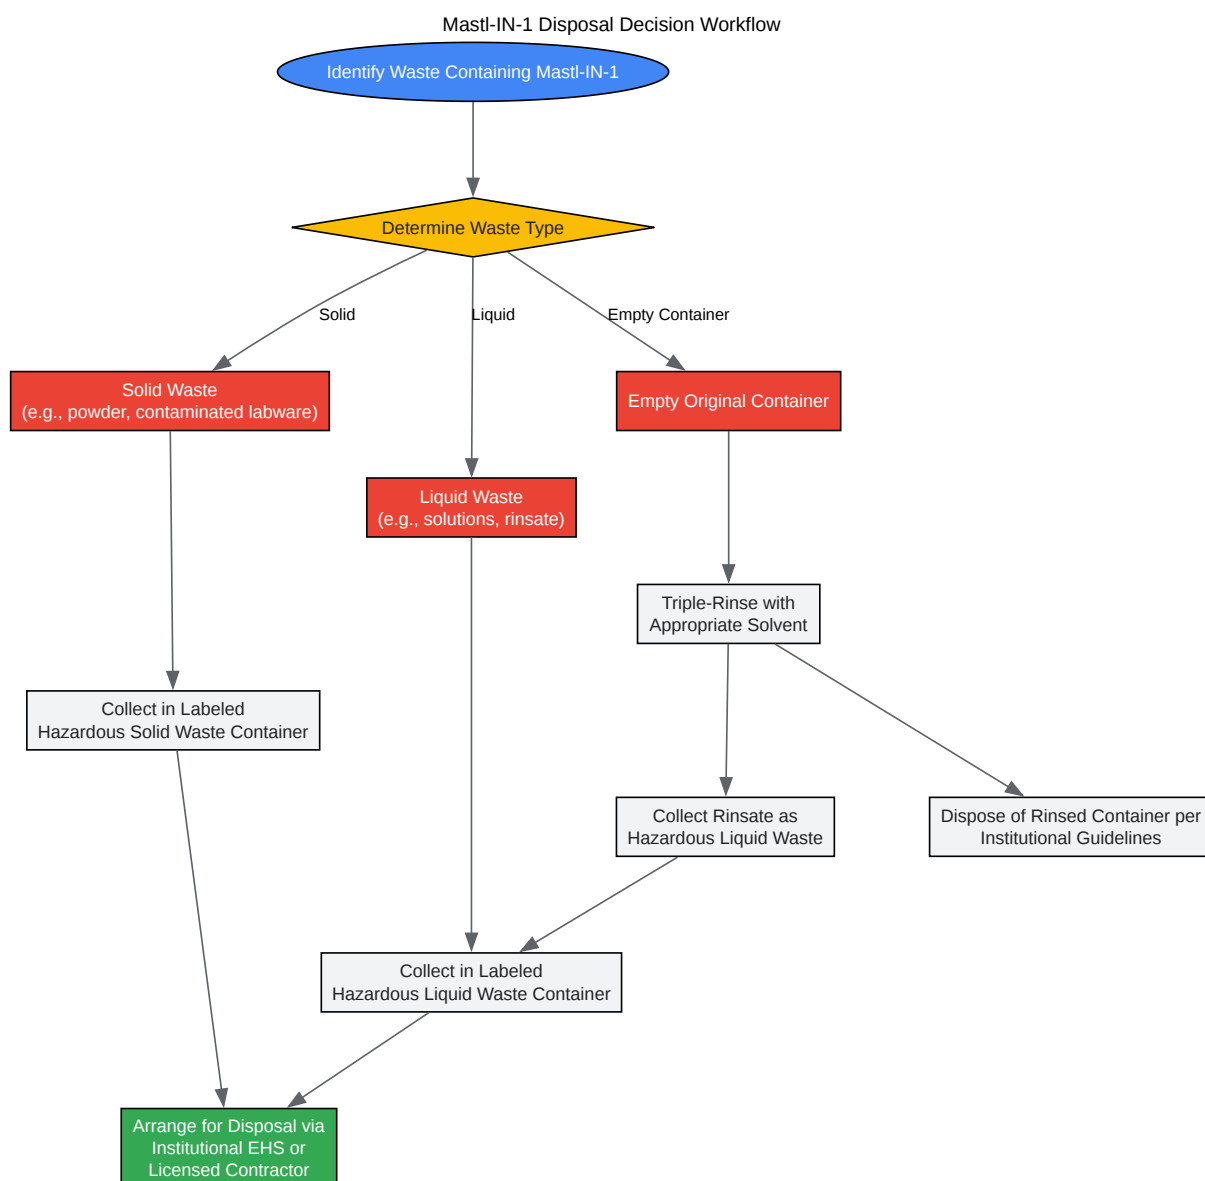 Mastl-IN-1 Disposal Decision Workflow
Identify Waste Containing Mastl-IN-1
Determine Waste Type
Solid
Liquid
Empty Container
Solid Waste
(e.g., powder, contaminated labware)
Empty Original Container
Liquid Waste
(e.g., solutions, rinsate)
Triple-Rinse with
Appropriate Solvent
Collect in Labeled
Hazardous Solid Waste Container
Collect Rinsate as
Hazardous Liquid Waste
Dispose of Rinsed Container per
Institutional Guidelines
Collect in Labeled
Hazardous Liquid Waste Container
Arrange for Disposal via
Institutional EHS or
Licensed Contractor